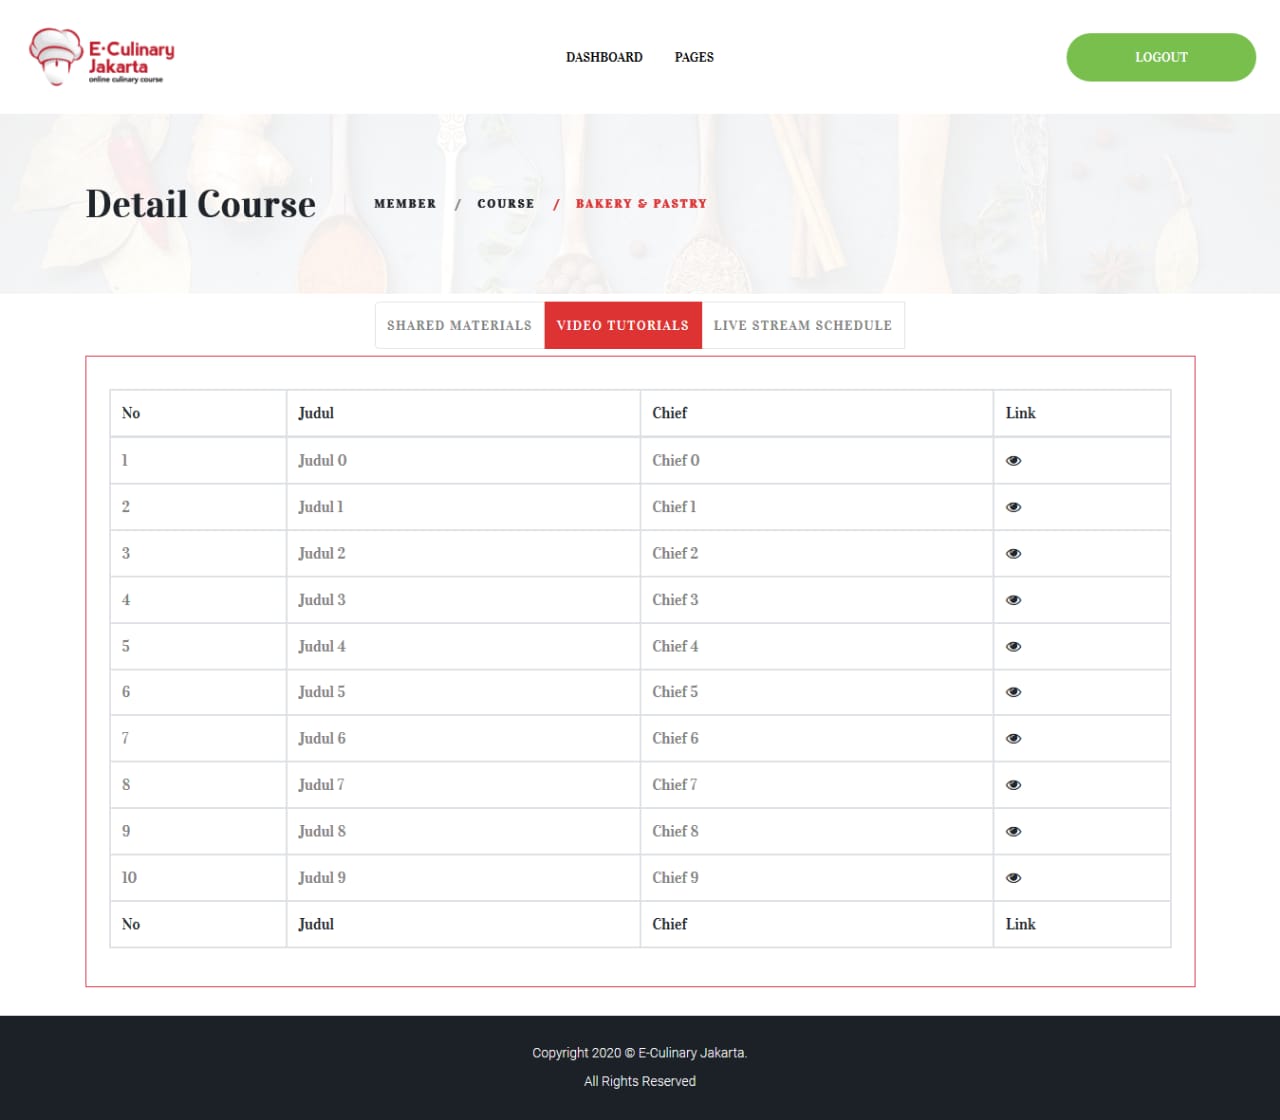 E·Culinary
Jakarta
online culinary course
DASHBOARD PAGES
LOGOUT
Detail Course
MEMBER / COURSE / BAKERY & PASTRY
SHARED MATERIALS VIDEO TUTORIALS LIVE STREAM SCHEDULE
No Judul Chief Link
1 Judul 0 Chief 0
2 Judul 1 Chief 1
3 Judul 2 Chief 2
4 Judul 3 Chief 3
5 Judul 4 Chief 4
6 Judul 5 Chief 5
7 Judul 6 Chief 6
8 Judul 7 Chief 7
9 Judul 8 Chief 8
10 Judul 9 Chief 9
No Judul Chief Link
Copyright 2020 © E-Culinary Jakarta.
All Rights Reserved